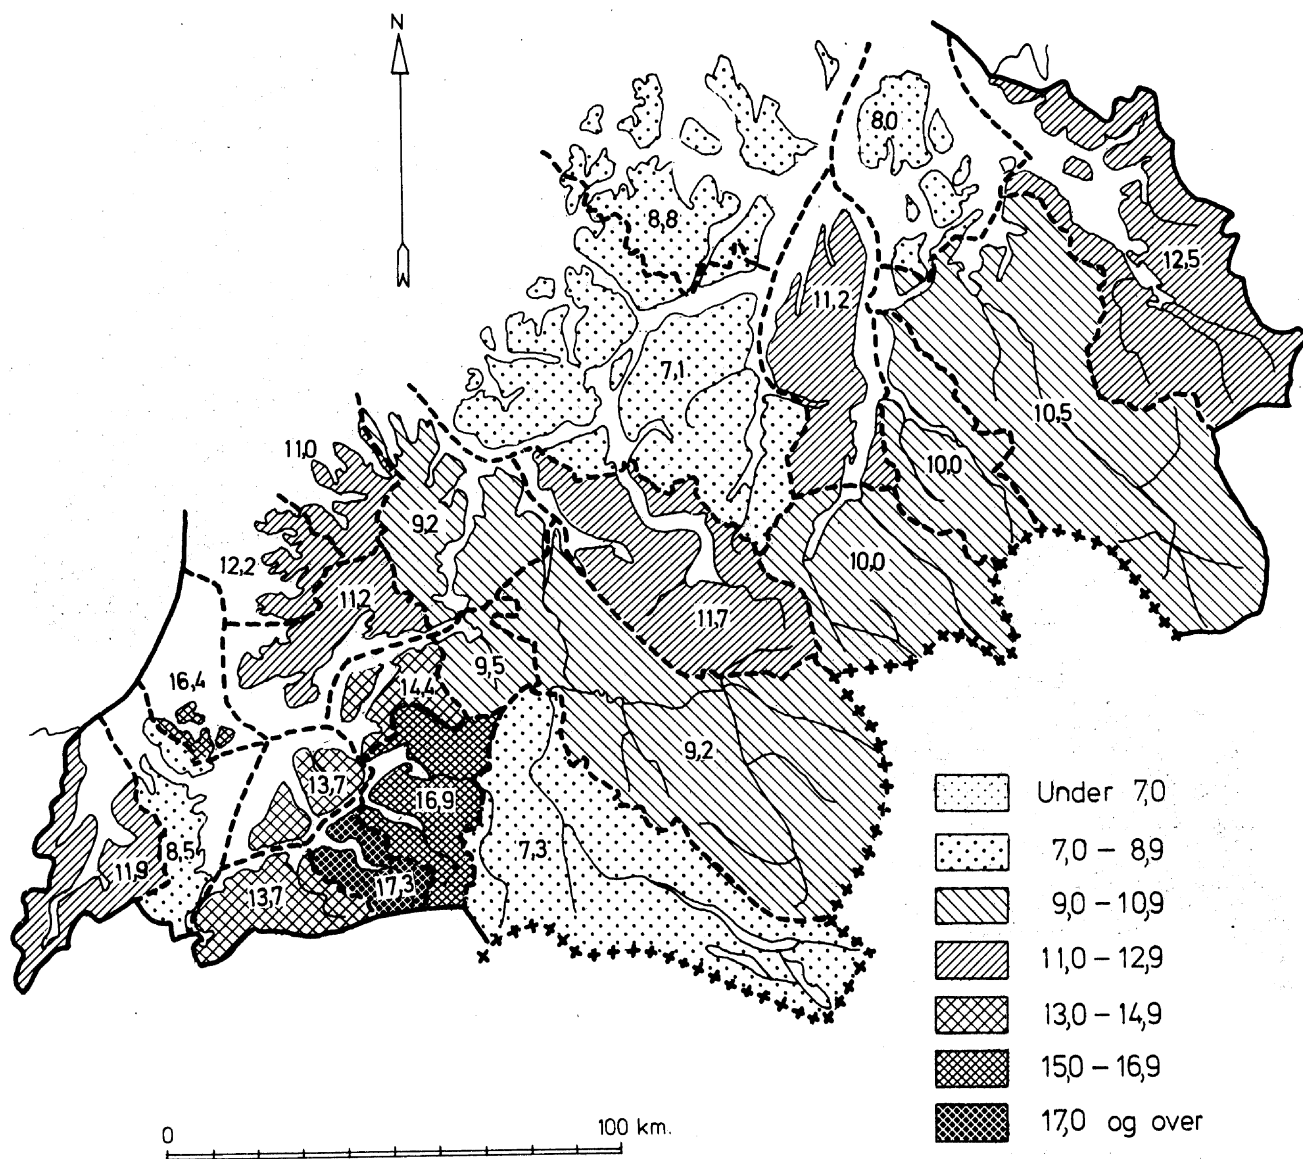 N
8,0
8,8
12,5
11,2
7,1
10,5
11,0
10,0
9,2
12,2
10,0
11,2
11,7
9,5
16,4
14,4
9,2
13,7
16,9
7,3
8,5
11,9
17,3
13,7
Under 7,0
7,0 – 8,9
9,0 – 10,9
11,0 – 12,9
13,0 – 14,9
15,0 – 16,9
17,0 og over
0 100 km.